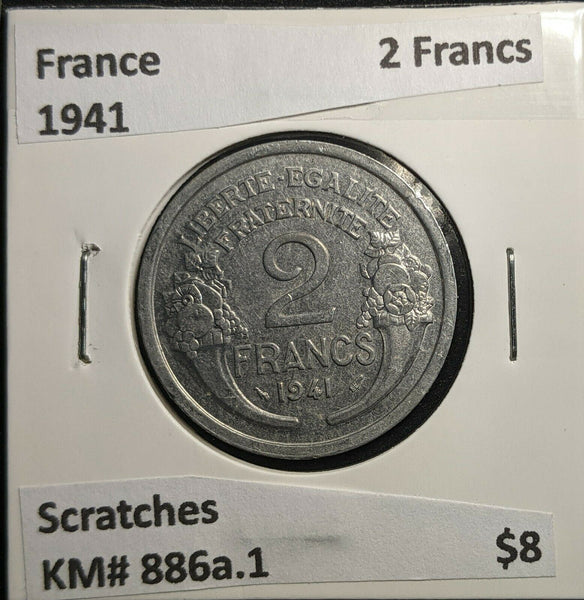 France 2 Francs
1941
LIBERTE · EGALITE
FRATERNITE
2
FRANCS
1941
Scratches
KM# 886a.1 $8